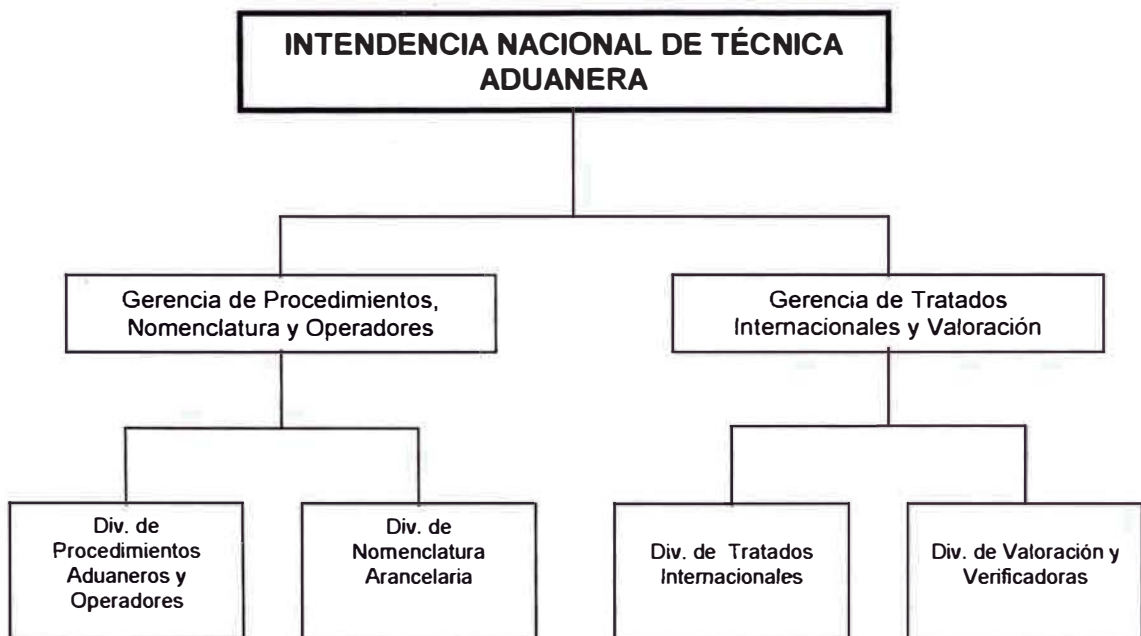 INTENDENCIA NACIONAL DE TÉCNICA
ADUANERA
Gerencia de Procedimientos,
Nomenclatura y Operadores
Gerencia de Tratados
Internacionales y Valoración
Div. de
Procedimientos
Aduaneros y
Operadores
Div. de
Nomenclatura
Arancelaria
Div. de Tratados
Internacionales
Div. de Valoración y
Verificadoras